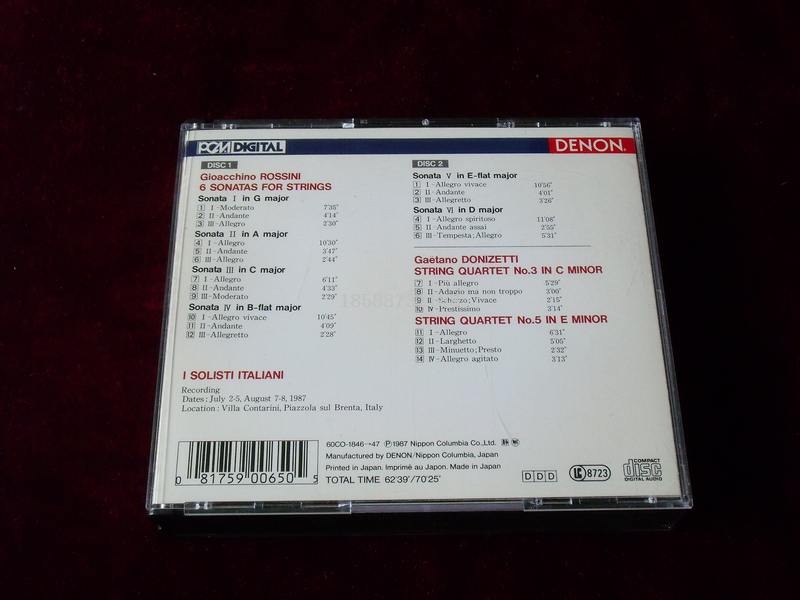 PCM DIGITAL
DENON
DISC 1
Gioacchino ROSSINI
6 SONATAS FOR STRINGS
Sonata Ⅰ in G major
1 Ⅰ-Moderato 7'35"
2 Ⅱ-Andante 4'14"
3 Ⅲ-Allegro 2'30"
Sonata Ⅱ in A major
4 Ⅰ-Allegro 10'30"
5 Ⅱ-Andante 3'47"
6 Ⅲ-Allegro 2'44"
Sonata Ⅲ in C major
7 Ⅰ-Allegro 6'11"
8 Ⅱ-Andante 4'33"
9 Ⅲ-Moderato 2'29"
Sonata Ⅳ in B-flat major
10 Ⅰ-Allegro vivace 10'45"
11 Ⅱ-Andante 4'09"
12 Ⅲ-Allegretto 2'28"
I SOLISTI ITALIANI
Recording
Dates: July 2-5, August 7-8, 1987
Location: Villa Contarini, Piazzola sul Brenta, Italy
DISC 2
Sonata Ⅴ in E-flat major
1 Ⅰ-Allegro vivace 10'56"
2 Ⅱ-Andante 4'01"
3 Ⅲ-Allegretto 3'26"
Sonata Ⅵ in D major
4 Ⅰ-Allegro spiritoso 11'08"
5 Ⅱ-Andante assai 2'55"
6 Ⅲ-Tempesta; Allegro 5'31"
Gaëtano DONIZETTI
STRING QUARTET No.3 IN C MINOR
7 Ⅰ-Più allegro 5'29"
8 Ⅱ-Adagio ma non troppo 3'00"
9 Ⅱ-Scherzo; Vivace 2'15"
10 Ⅳ-Prestissimo 3'14"
STRING QUARTET No.5 IN E MINOR
11 Ⅰ-Allegro 6'31"
12 Ⅱ-Larghetto 5'05"
13 Ⅲ-Minuetto; Presto 2'32"
14 Ⅳ-Allegro agitato 3'13"
0 81759 00650 5
60CO-1846→47 Ⓟ1987 Nippon Columbia Co., Ltd.
Manufactured by DENON/Nippon Columbia, Japan
Printed in Japan. Imprimé au Japon. Made in Japan
TOTAL TIME 62'39"/70'25"
D D D
LC 8723
COMPACT
disc
DIGITAL AUDIO